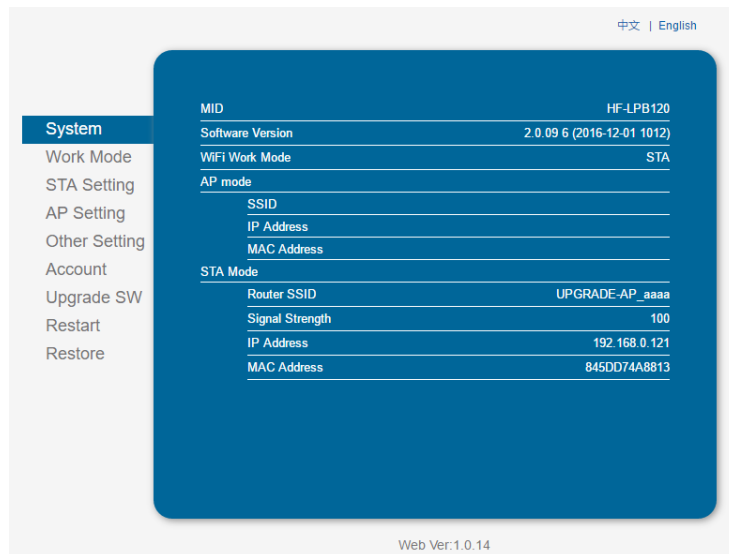 中文 | English
System
Work Mode
STA Setting
AP Setting
Other Setting
Account
Upgrade SW
Restart
Restore
MID HF-LPB120
Software Version 2.0.09 6 (2016-12-01 1012)
WiFi Work Mode STA
AP mode
SSID
IP Address
MAC Address
STA Mode
Router SSID UPGRADE-AP_aaaa
Signal Strength 100
IP Address 192.168.0.121
MAC Address 845DD74A8813
Web Ver:1.0.14